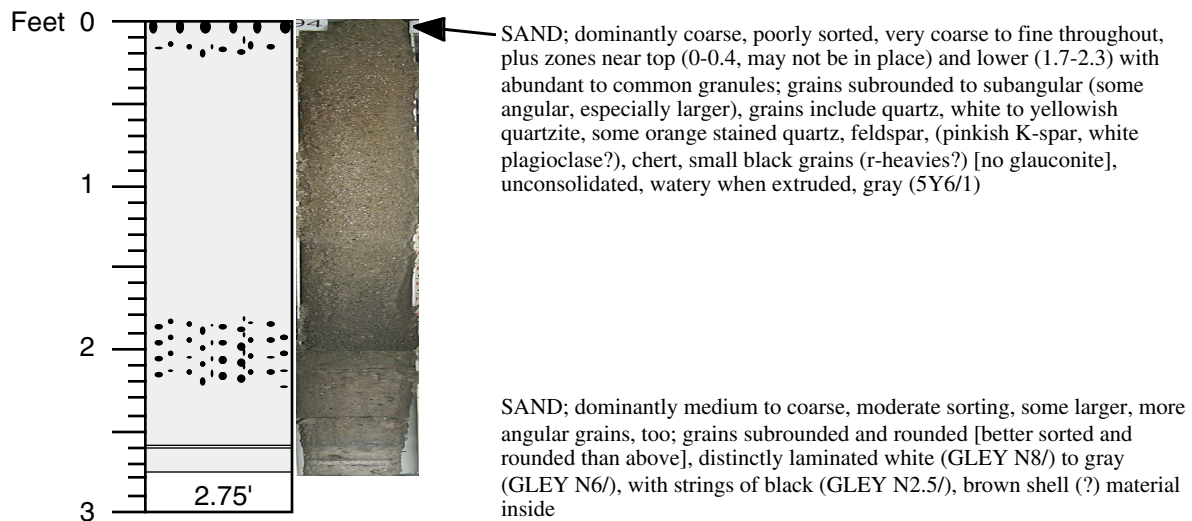 Feet 0
94
SAND; dominantly coarse, poorly sorted, very coarse to fine throughout,
plus zones near top (0-0.4, may not be in place) and lower (1.7-2.3) with
abundant to common granules; grains subrounded to subangular (some
angular, especially larger), grains include quartz, white to yellowish
quartzite, some orange stained quartz, feldspar, (pinkish K-spar, white
plagioclase?), chert, small black grains (r-heavies?) [no glauconite],
unconsolidated, watery when extruded, gray (5Y6/1)
1
2
SAND; dominantly medium to coarse, moderate sorting, some larger, more
angular grains, too; grains subrounded and rounded [better sorted and
rounded than above], distinctly laminated white (GLEY N8/) to gray
(GLEY N6/), with strings of black (GLEY N2.5/), brown shell (?) material
inside
2.75'
3